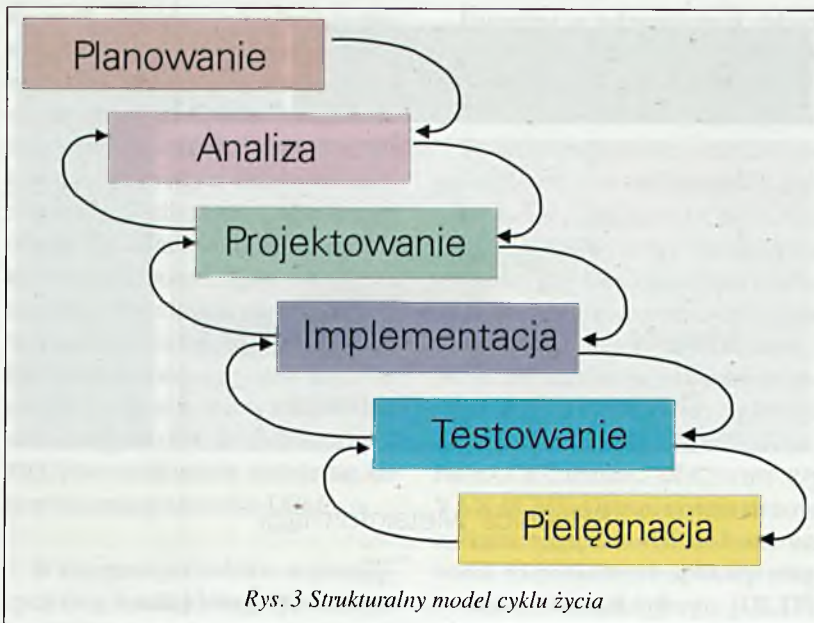 Planowanie
Analiza
Projektowanie
Implementacja
Testowanie
Pielęgnacja
Rys. 3 Strukturalny model cyklu życia